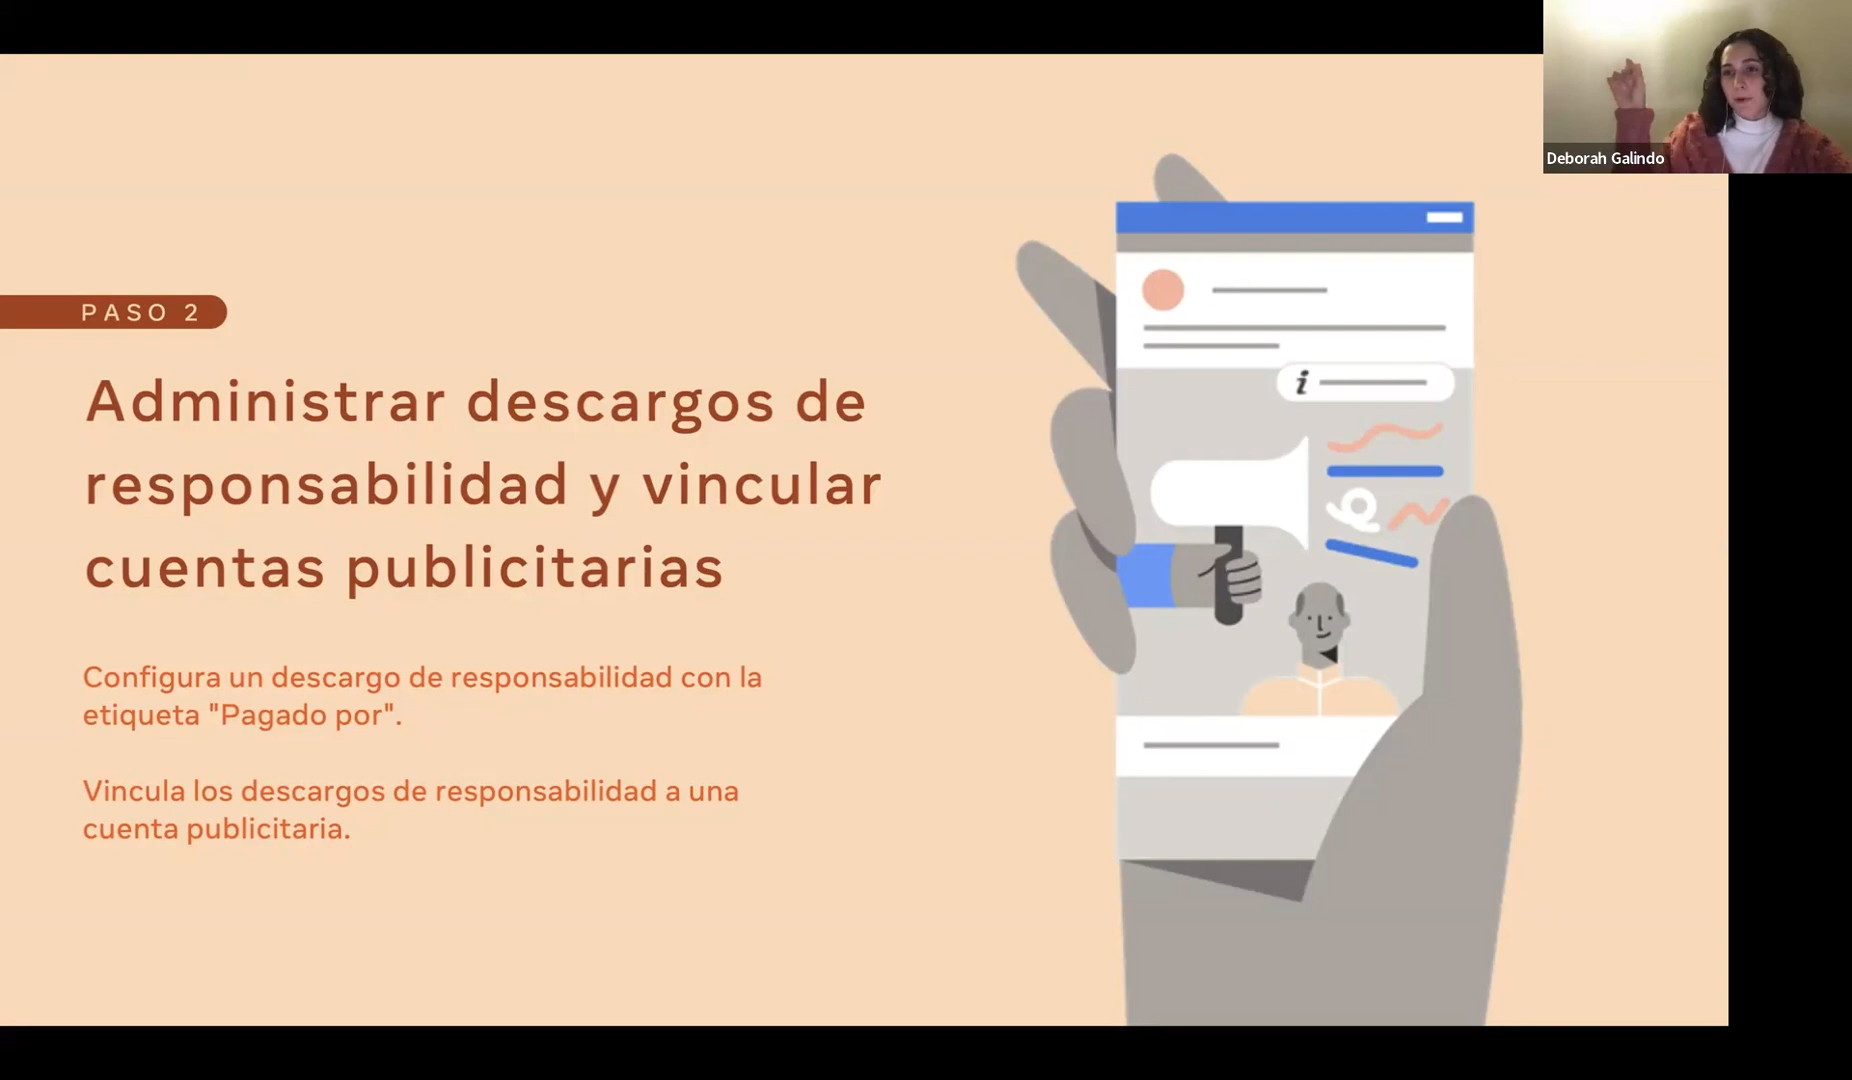 Deborah Galindo
PASO 2
Administrar descargos de
responsabilidad y vincular
cuentas publicitarias
Configura un descargo de responsabilidad con la
etiqueta "Pagado por".
Vincula los descargos de responsabilidad a una
cuenta publicitaria.
i